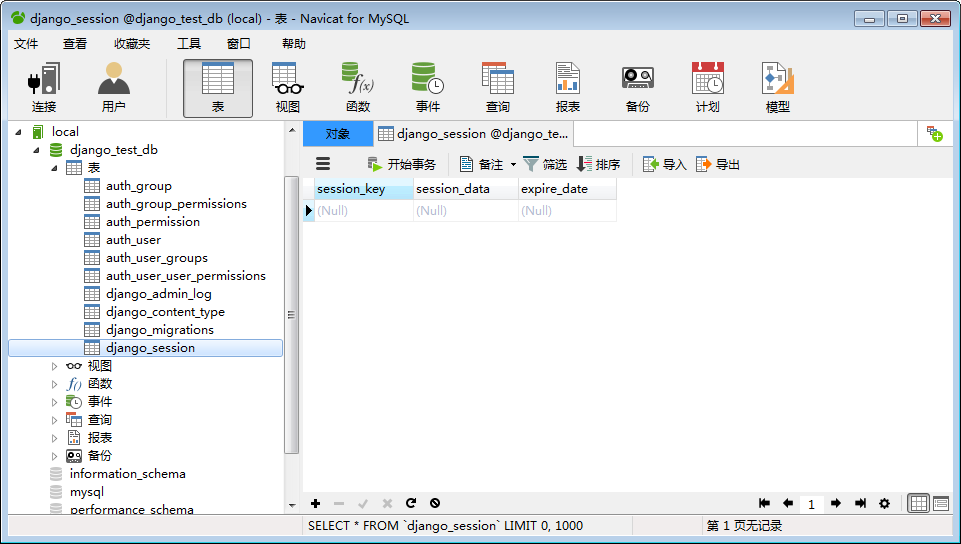 django_session @django_test_db (local) - 表 - Navicat for MySQL
文件 查看 收藏夹 工具 窗口 帮助
连接 用户 表 视图 函数 事件 查询 报表 备份 计划 模型
local
django_test_db
表
auth_group
auth_group_permissions
auth_permission
auth_user
auth_user_groups
auth_user_user_permissions
django_admin_log
django_content_type
django_migrations
django_session
视图
函数
事件
查询
报表
备份
information_schema
mysql
performance_schema
对象 django_session @django_te...
开始事务 备注 筛选 排序 导入 导出
session_key session_data expire_date
(Null) (Null) (Null)
1
SELECT * FROM `django_session` LIMIT 0, 1000 第 1 页无记录